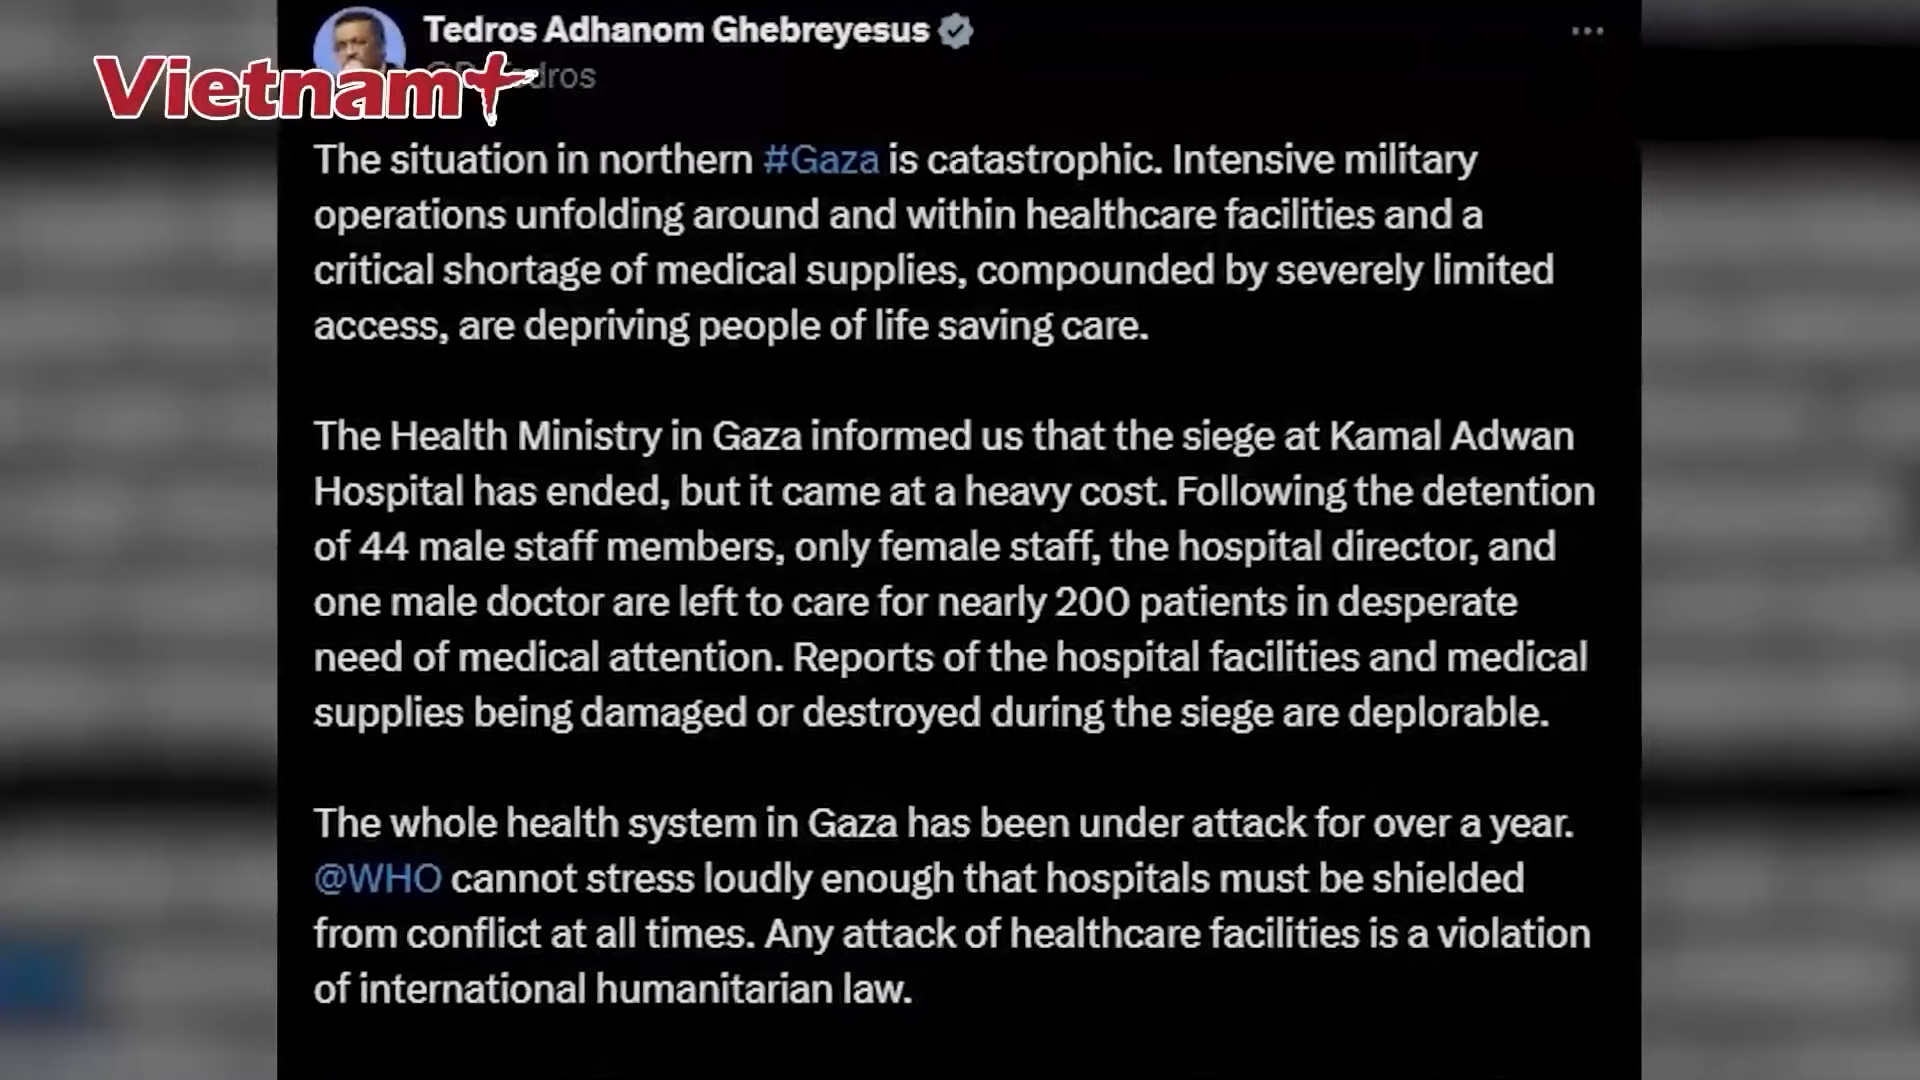 Tedros Adhanom Ghebreyesus
Vietnam+
The situation in northern #Gaza is catastrophic. Intensive military
operations unfolding around and within healthcare facilities and a
critical shortage of medical supplies, compounded by severely limited
access, are depriving people of life saving care.
The Health Ministry in Gaza informed us that the siege at Kamal Adwan
Hospital has ended, but it came at a heavy cost. Following the detention
of 44 male staff members, only female staff, the hospital director, and
one male doctor are left to care for nearly 200 patients in desperate
need of medical attention. Reports of the hospital facilities and medical
supplies being damaged or destroyed during the siege are deplorable.
The whole health system in Gaza has been under attack for over a year.
@WHO cannot stress loudly enough that hospitals must be shielded
from conflict at all times. Any attack of healthcare facilities is a violation
of international humanitarian law.